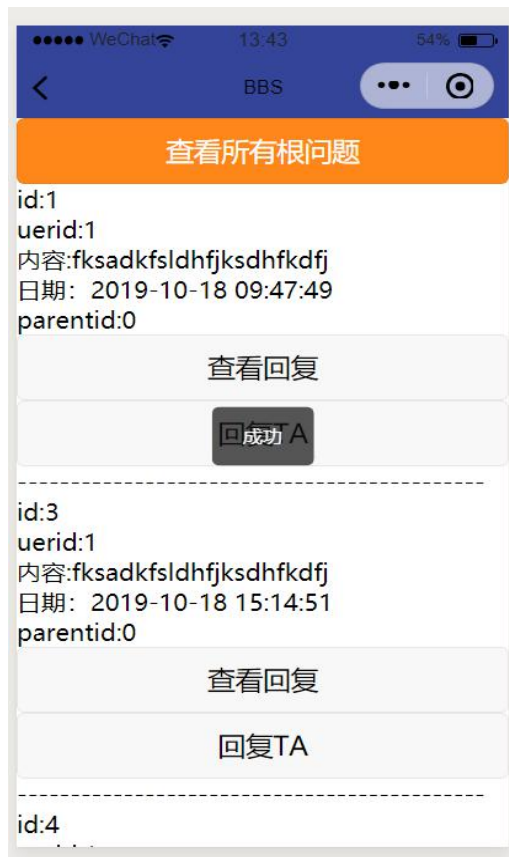 WeChat 13:43 54%
BBS
查看所有根问题
id:1
uerid:1
内容:fksadkfsldhfjksdhfkdfj
日期：2019-10-18 09:47:49
parentid:0
查看回复
回复TA
成功
--------------------------------------------
id:3
uerid:1
内容:fksadkfsldhfjksdhfkdfj
日期：2019-10-18 15:14:51
parentid:0
查看回复
回复TA
--------------------------------------------
id:4